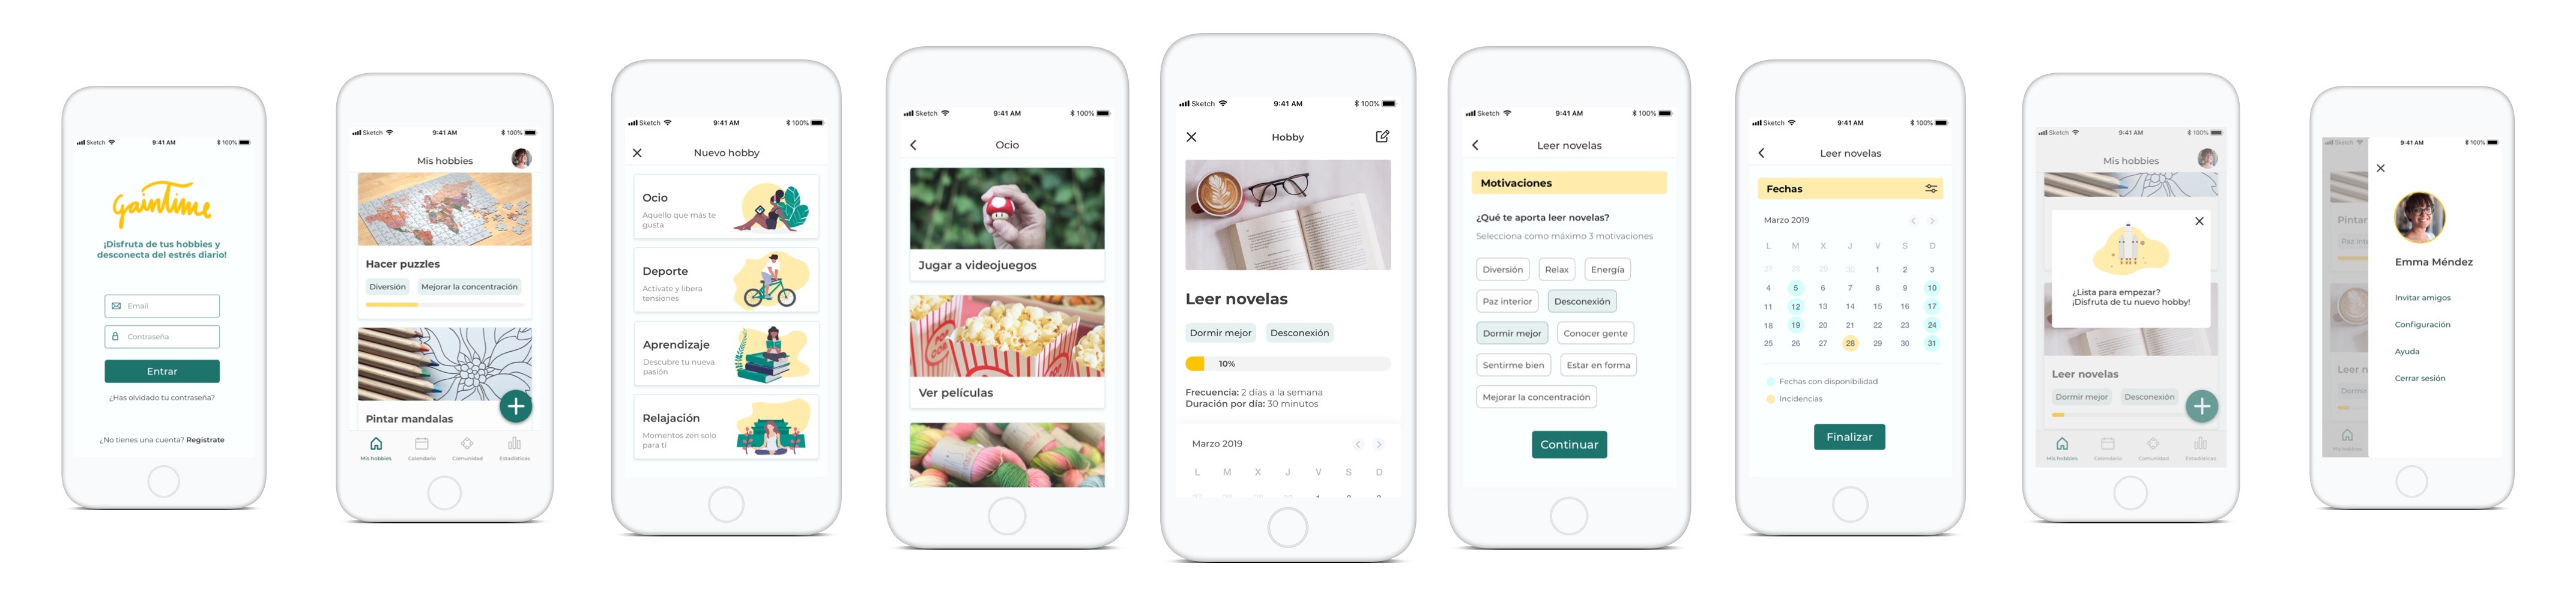 Sketch 9:41 AM 100%
Gaintime
¡Disfruta de tus hobbies y
desconecta del estrés diario!
Email
Contraseña
Entrar
¿Has olvidado tu contraseña?
¿No tienes una cuenta? Regístrate
Sketch 9:41 AM 100%
Mis hobbies
Hacer puzzles
Diversión Mejorar la concentración
Pintar mandalas
+
Mis hobbies Calendario Comunidad Estadísticas
Sketch 9:41 AM 100%
Nuevo hobby
Ocio
Aquello que más te
gusta
Deporte
Actívate y libera
tensiones
Aprendizaje
Descubre tu nueva
pasión
Relajación
Momentos zen solo
para ti
Sketch 9:41 AM 100%
Ocio
Jugar a videojuegos
Ver películas
Sketch 9:41 AM 100%
Hobby
Leer novelas
Dormir mejor Desconexión
10%
Frecuencia: 2 días a la semana
Duración por día: 30 minutos
Marzo 2019
L M X J V S D
Sketch 9:41 AM 100%
Leer novelas
Motivaciones
¿Qué te aporta leer novelas?
Selecciona como máximo 3 motivaciones
Diversión Relax Energía
Paz interior Desconexión
Dormir mejor Conocer gente
Sentirme bien Estar en forma
Mejorar la concentración
Continuar
Sketch 9:41 AM 100%
Leer novelas
Fechas
Marzo 2019
L M X J V S D
27 28 29 30 1 2 3
4 5 6 7 8 9 10
11 12 13 14 15 16 17
18 19 20 21 22 23 24
25 26 27 28 29 30 31
Fechas con disponibilidad
Incidencias
Finalizar
Sketch 9:41 AM 100%
Mis hobbies
¿Lista para empezar?
¡Disfruta de tu nuevo hobby!
Leer novelas
Dormir mejor Desconexión
+
Mis hobbies Calendario Comunidad Estadísticas
Sketch 9:41 AM 100%
Emma Méndez
Invitar amigos
Configuración
Ayuda
Cerrar sesión
Pintar
Paz inte
Leer n
Dormir
Mis hobbies